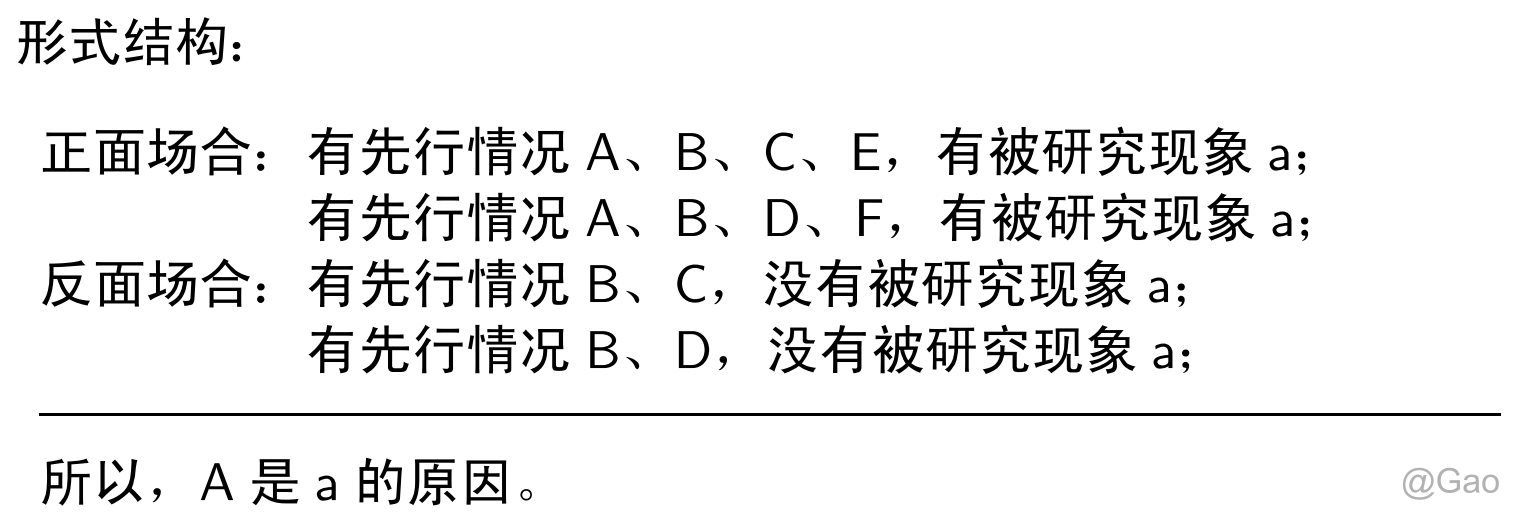 形式结构：
正面场合：有先行情况 A、B、C、E，有被研究现象 a；
有先行情况 A、B、D、F，有被研究现象 a；
反面场合：有先行情况 B、C，没有被研究现象 a；
有先行情况 B、D，没有被研究现象 a；
所以，A 是 a 的原因。
@Gao